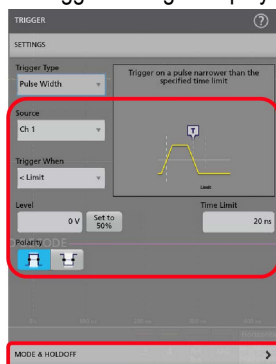 TRIGGER ?
SETTINGS
Trigger Type
Pulse Width
Trigger on a pulse narrower than the
specified time limit
Source
Ch 1
T
Trigger When
< Limit
Limit
Level
Time Limit
0 V
Set to
50%
20 ns
Polarity
MODE & HOLDOFF >